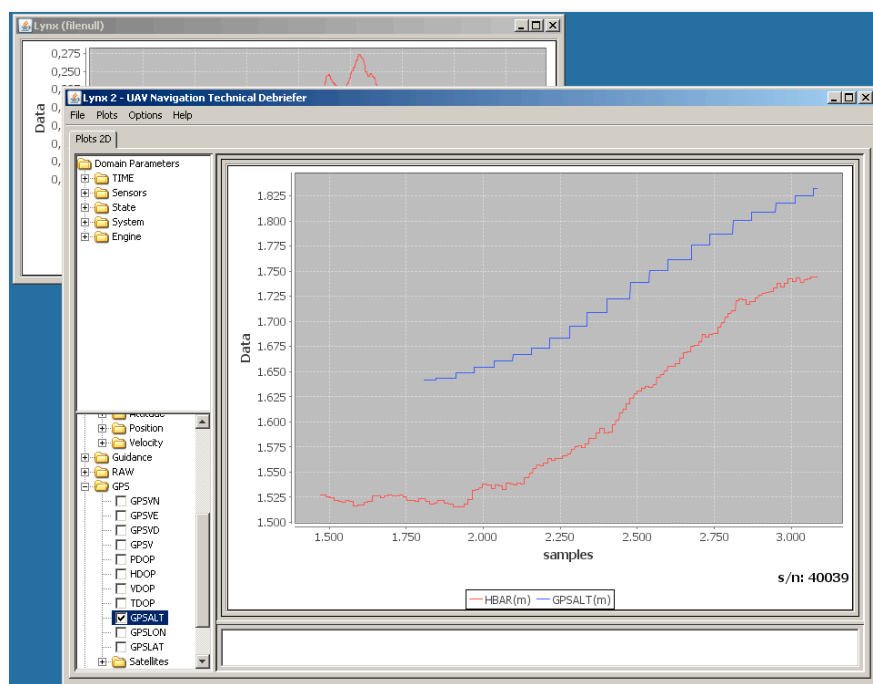 Lynx (filenull)
0,275
0,250
0,
0,
0,
0,
0,
Data
Lynx 2 - UAV Navigation Technical Debriefer
File Plots Options Help
Plots 2D
Domain Parameters
TIME
Sensors
State
System
Engine
Attitude
Position
Velocity
Guidance
RAW
GPS
GPSVN
GPSVE
GPSVD
GPSV
PDOP
HDOP
VDOP
TDOP
GPSALT
GPSLON
GPSLAT
Satellites
Data
1.825
1.800
1.775
1.750
1.725
1.700
1.675
1.650
1.625
1.600
1.575
1.550
1.525
1.500
1.500 1.750 2.000 2.250 2.500 2.750 3.000
samples
s/n: 40039
HBAR(m) GPSALT(m)